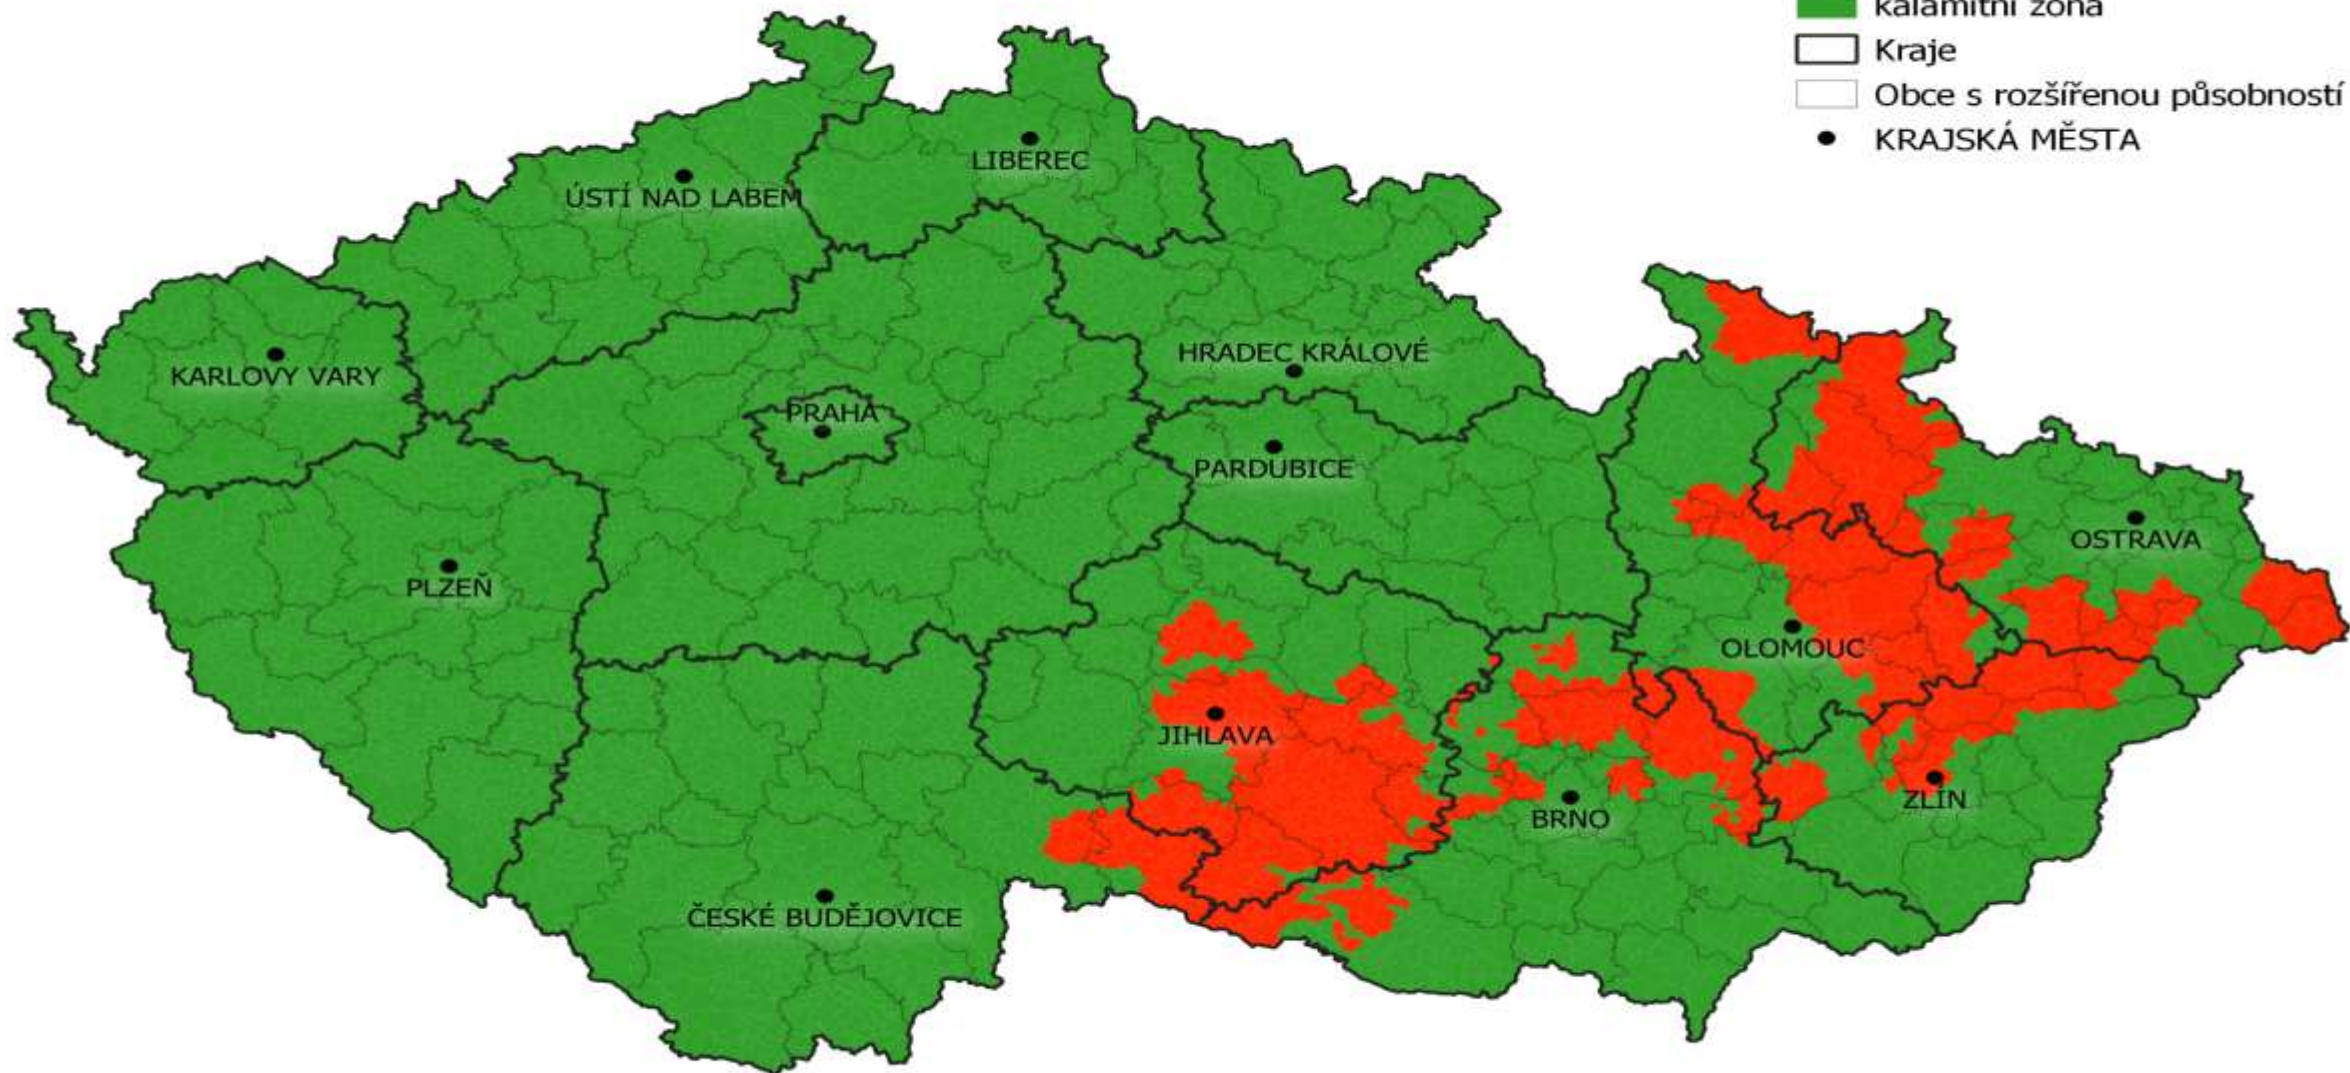 kalamitní zóna
Kraje
Obce s rozšířenou působností
KRAJSKÁ MĚSTA
LIBEREC
ÚSTÍ NAD LABEM
HRADEC KRÁLOVÉ
KARLOVY VARY
PRAHA
PARDUBICE
OSTRAVA
PLZEŇ
OLOMOUC
JIHLAVA
ZLÍN
BRNO
ČESKÉ BUDĚJOVICE